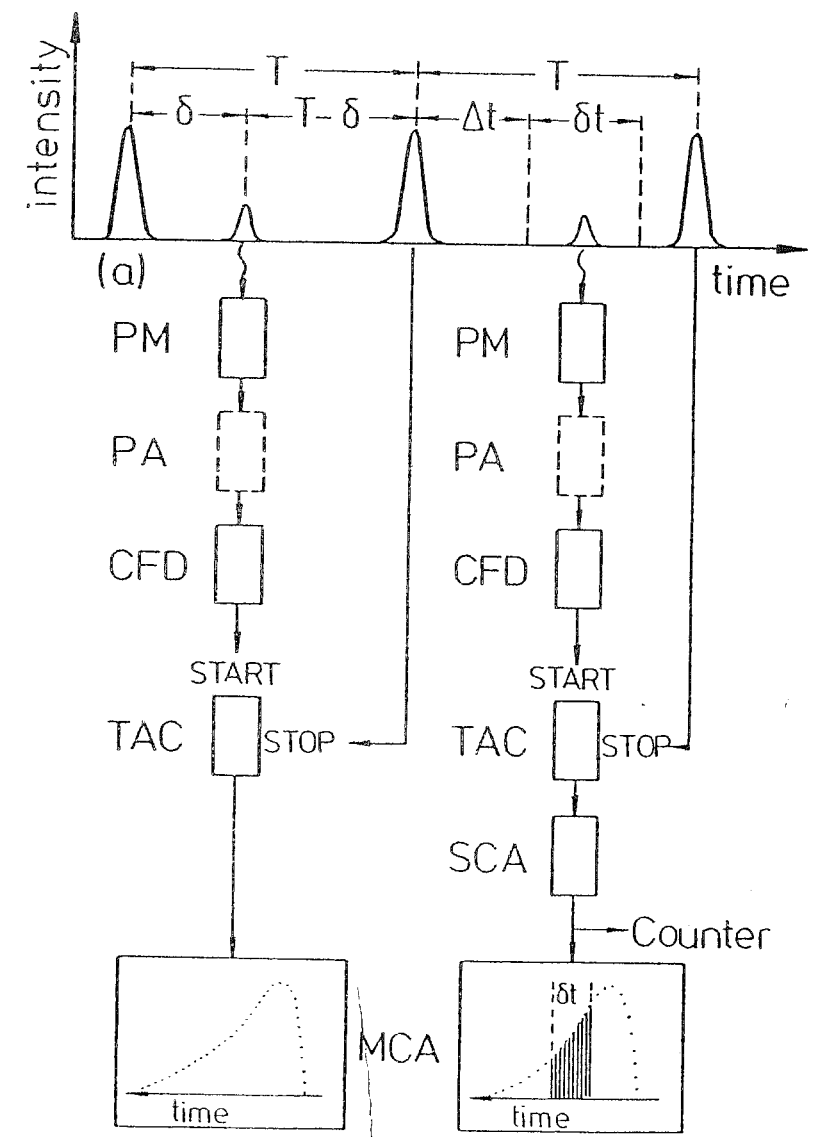 intensity
T T
δ T-δ Δt δt
(a) time
PM PM
PA PA
CFD CFD
START START
TAC STOP TAC STOP
SCA
Counter
δt
MCA
time time